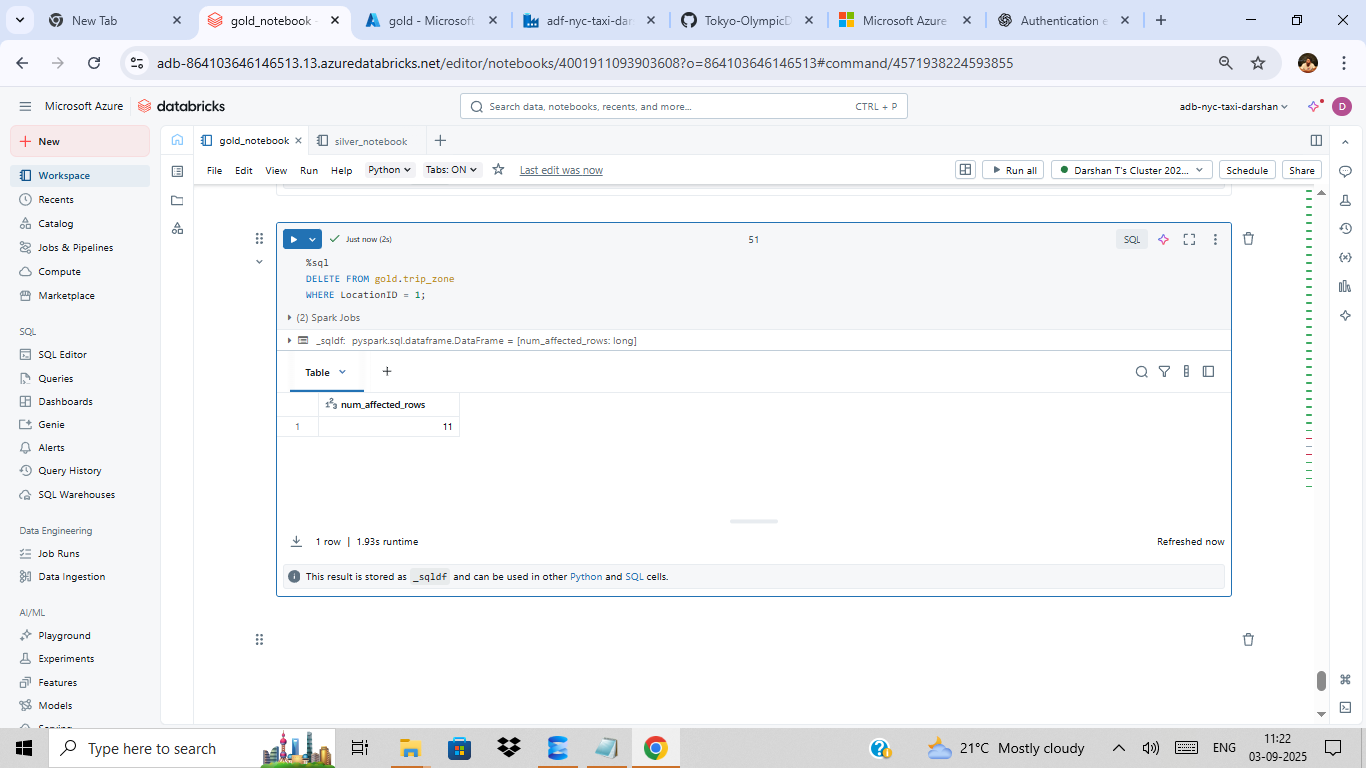 New Tab
gold_notebook -
gold - Microsoft
adf-nyc-taxi-dar
Tokyo-OlympicD
Microsoft Azure
Authentication e
adb-864103646146513.13.azuredatabricks.net/editor/notebooks/4001911093903608?o=864103646146513#command/4571938224593855
Microsoft Azure
databricks
Search data, notebooks, recents, and more...
CTRL + P
adb-nyc-taxi-darshan
D
New
gold_notebook
silver_notebook
File Edit View Run Help Python Tabs: ON Last edit was now
Run all
Darshan T's Cluster 202...
Schedule
Share
Workspace
Recents
Catalog
Jobs & Pipelines
Compute
Marketplace
SQL
SQL Editor
Queries
Dashboards
Genie
Alerts
Query History
SQL Warehouses
Data Engineering
Job Runs
Data Ingestion
AI/ML
Playground
Experiments
Features
Models
Serving
Just now (2s)
51
SQL
%sql
DELETE FROM gold.trip_zone
WHERE LocationID = 1;
(2) Spark Jobs
_sqldf: pyspark.sql.dataframe.DataFrame = [num_affected_rows: long]
Table
num_affected_rows
1 11
1 row | 1.93s runtime
Refreshed now
This result is stored as _sqldf and can be used in other Python and SQL cells.
Type here to search
21°C Mostly cloudy
ENG
11:22
03-09-2025